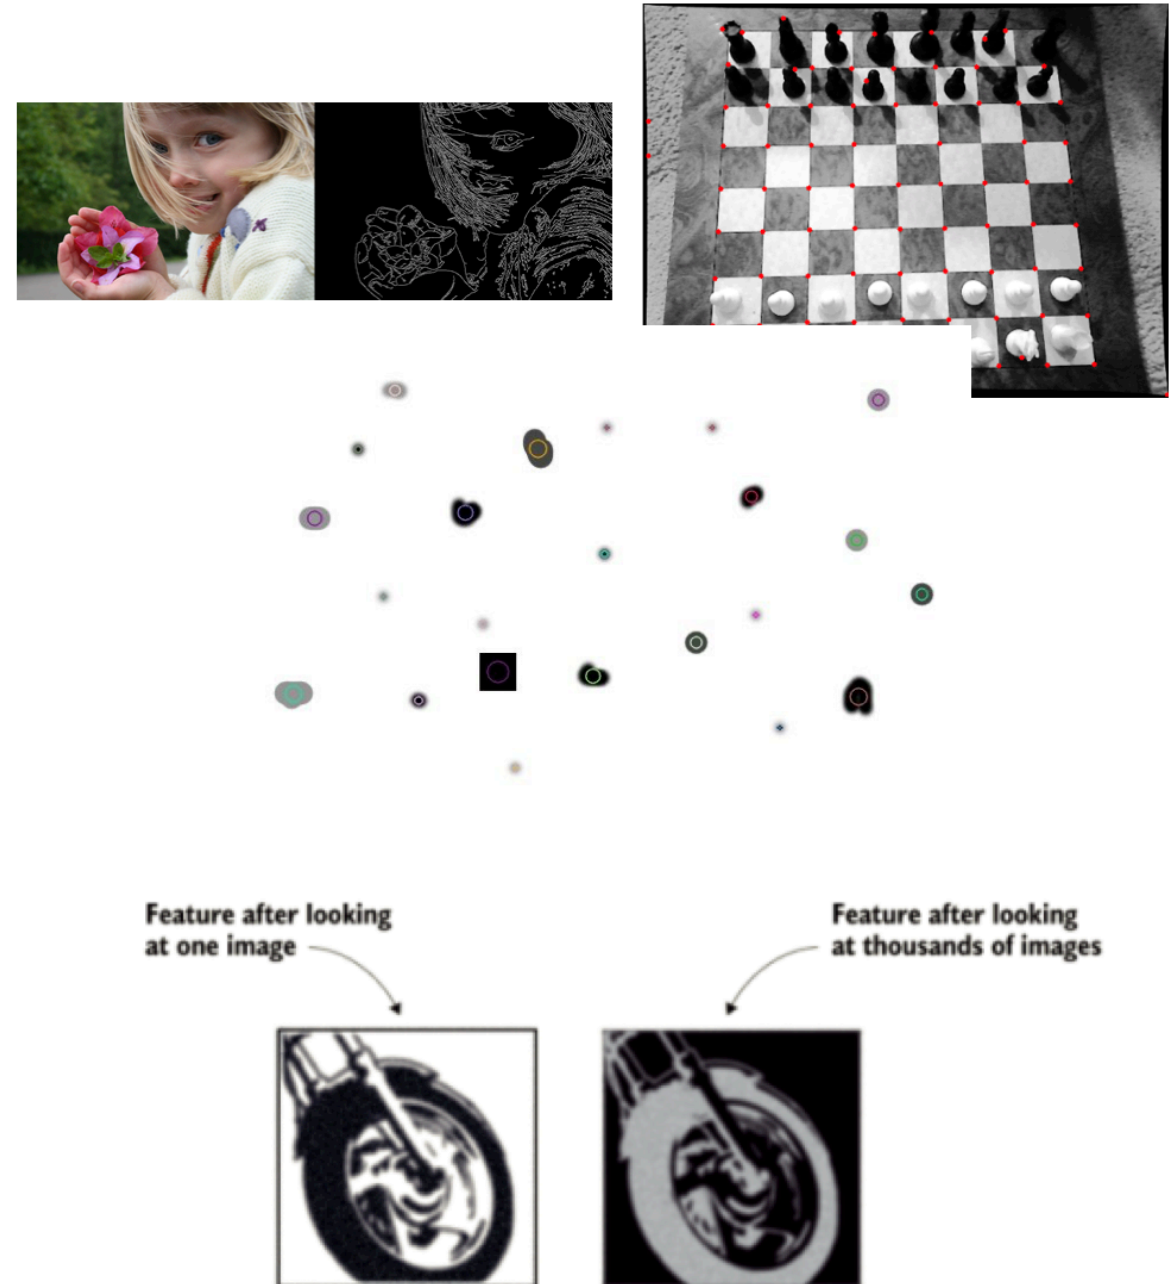 Feature after looking
at one image
Feature after looking
at thousands of images